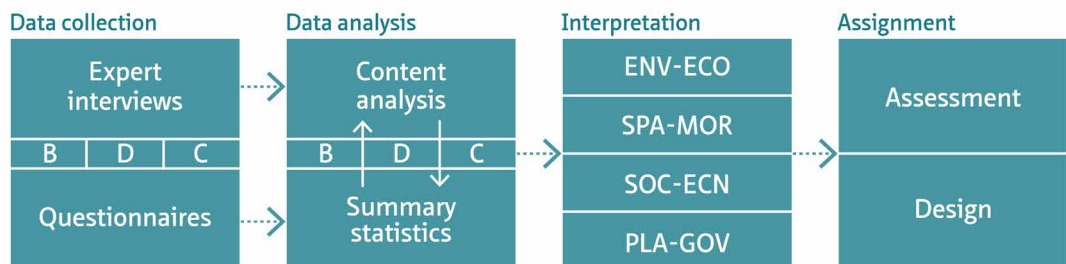 Data collection
Expert
interviews
B D C
Questionnaires
Data analysis
Content
analysis
B D C
Summary
statistics
Interpretation
ENV-ECO
SPA-MOR
SOC-ECN
PLA-GOV
Assignment
Assessment
Design